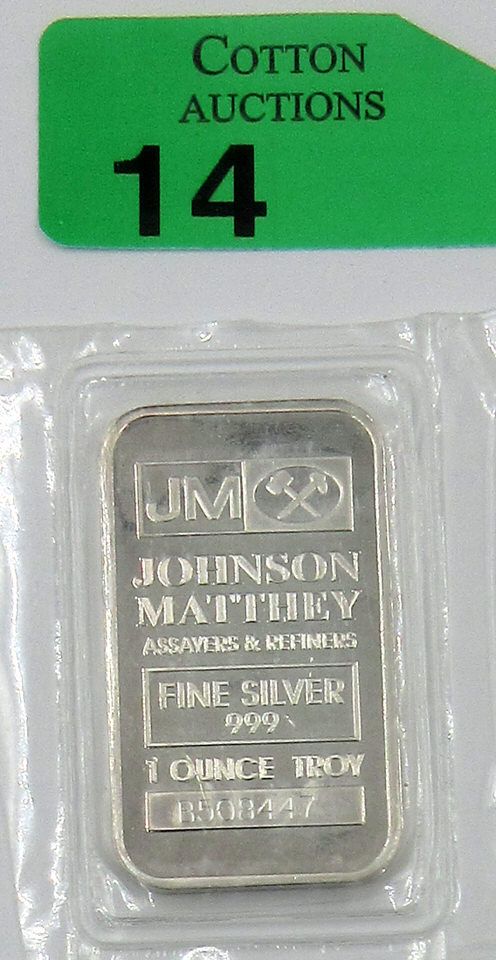 COTTON
AUCTIONS
14
JM
JOHNSON
MATTHEY
ASSAYERS & REFINERS
FINE SILVER
999
1 OUNCE TROY
B508447